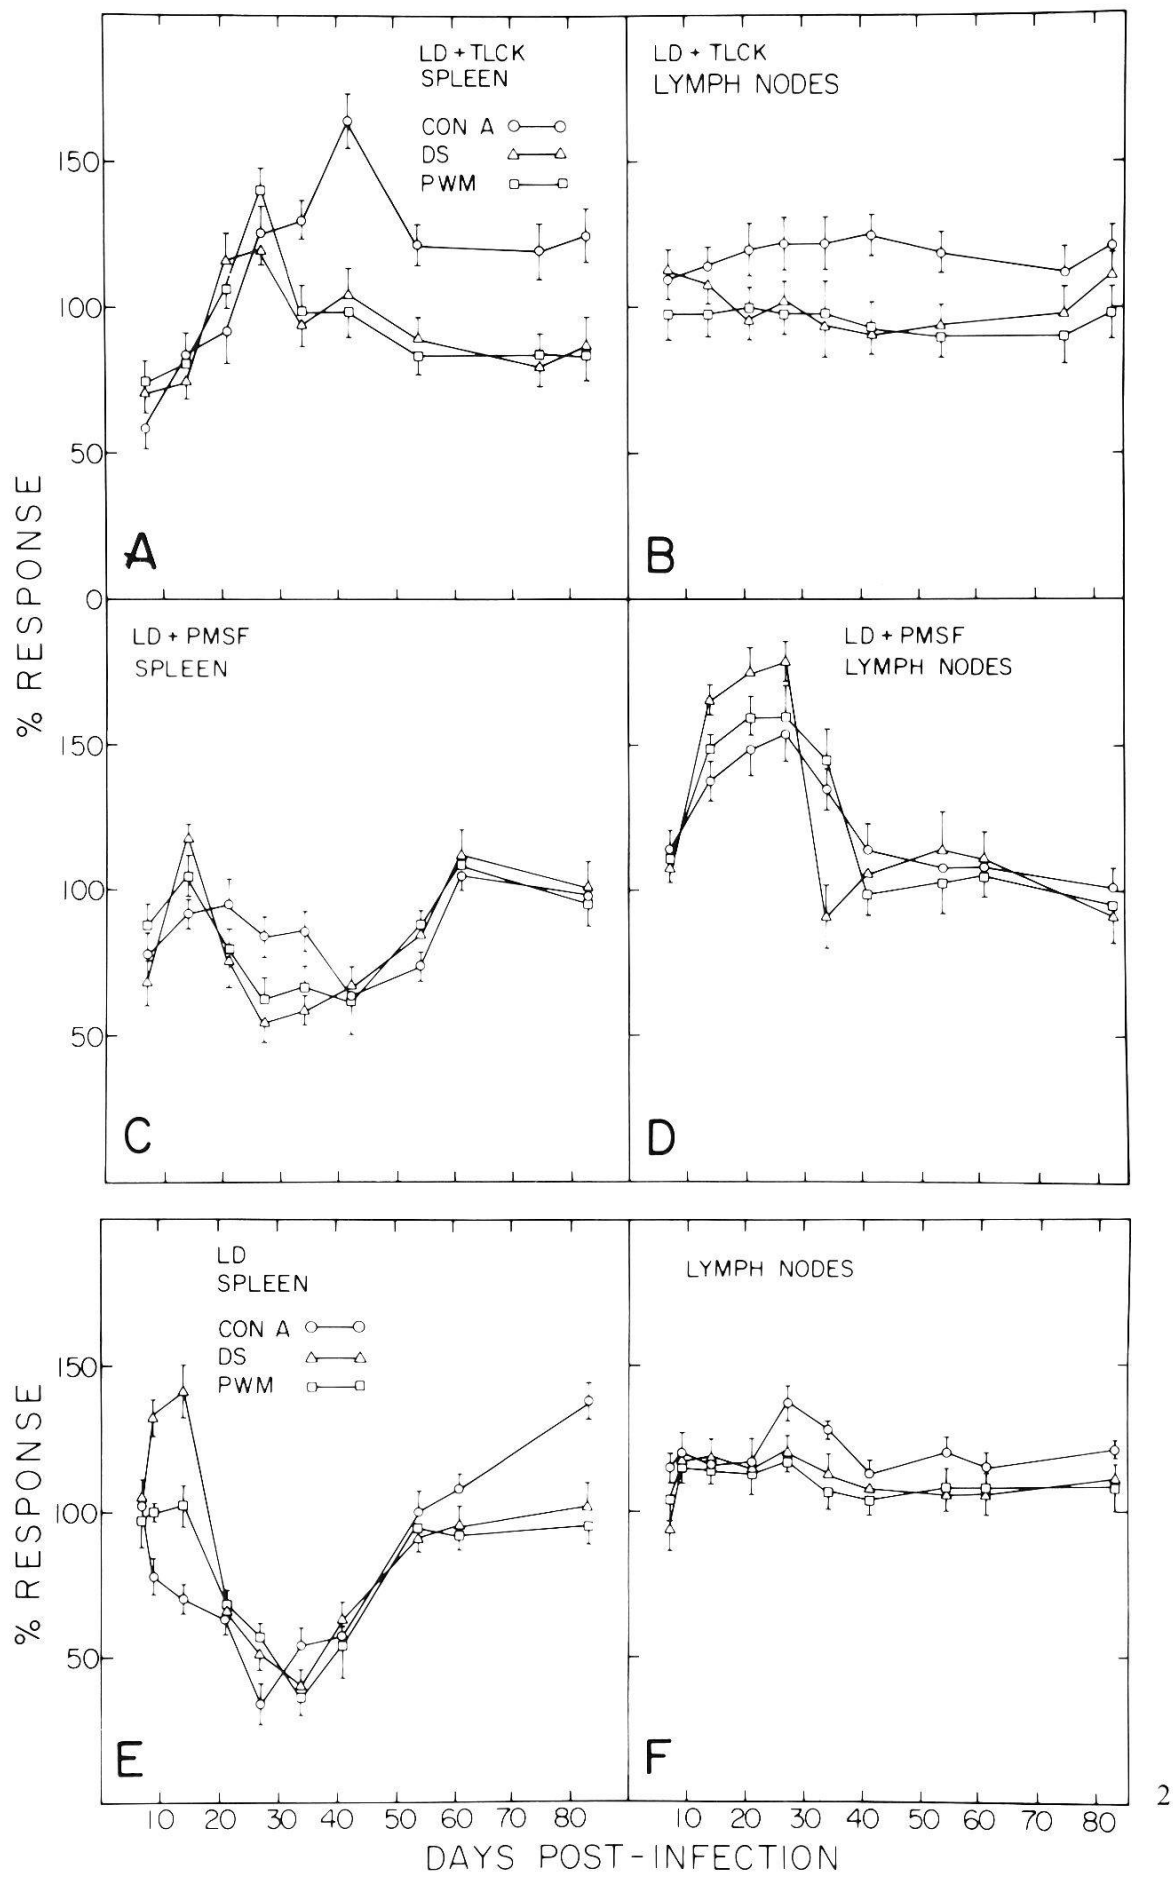 LD + TLCK
SPLEEN
CON A
DS
PWM
LD + TLCK
LYMPH NODES
150
100
50
0
A
B
% RESPONSE
LD + PMSF
SPLEEN
LD + PMSF
LYMPH NODES
150
100
50
C
D
LD
SPLEEN
CON A
DS
PWM
LYMPH NODES
150
100
50
% RESPONSE
E
F
2
10 20 30 40 50 60 70 80 10 20 30 40 50 60 70 80
DAYS POST-INFECTION